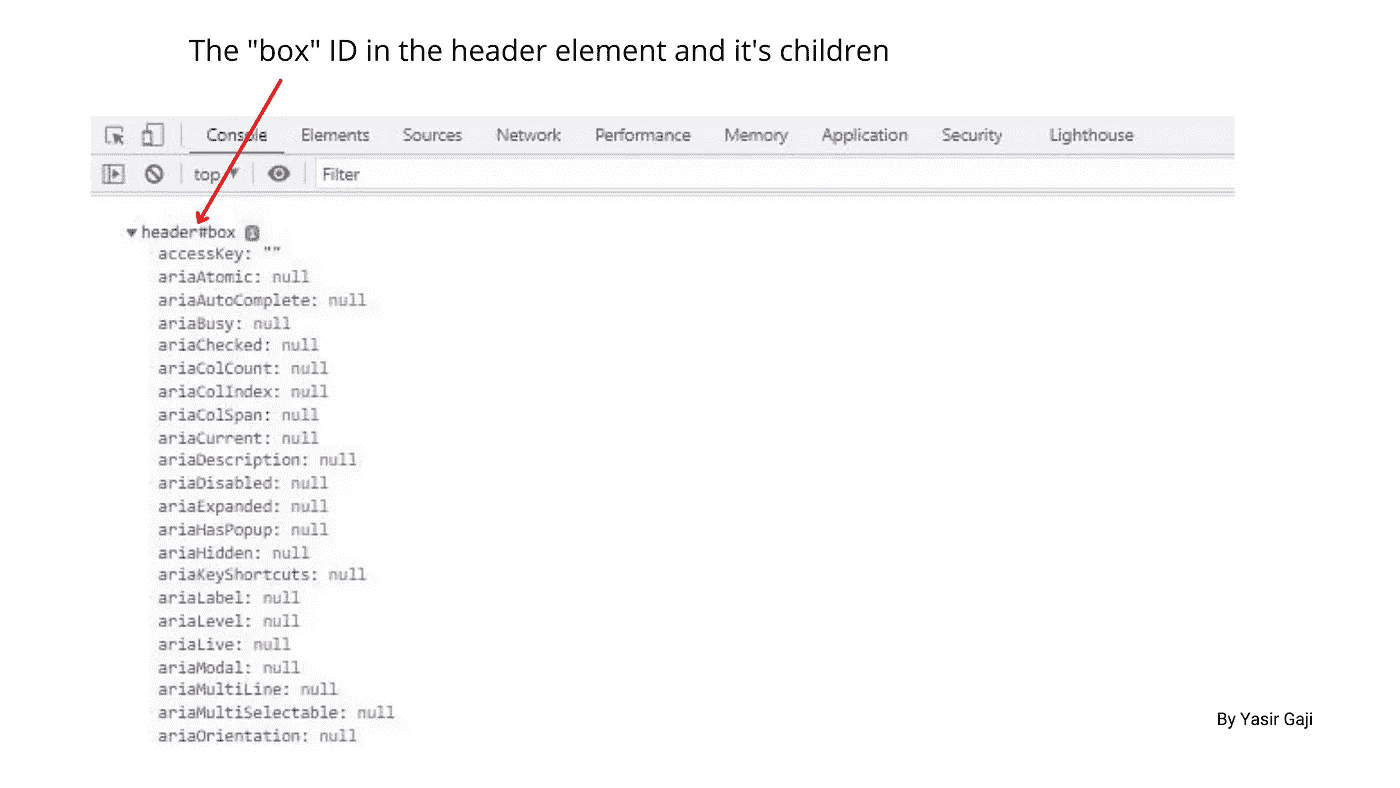 The "box" ID in the header element and it's children
Console Elements Sources Network Performance Memory Application Security Lighthouse
top Filter
header#box i
accessKey: ""
ariaAtomic: null
ariaAutoComplete: null
ariaBusy: null
ariaChecked: null
ariaColCount: null
ariaColIndex: null
ariaColSpan: null
ariaCurrent: null
ariaDescription: null
ariaDisabled: null
ariaExpanded: null
ariaHasPopup: null
ariaHidden: null
ariaKeyShortcuts: null
ariaLabel: null
ariaLevel: null
ariaLive: null
ariaModal: null
ariaMultiLine: null
ariaMultiSelectable: null
By Yasir Gaji
ariaOrientation: null